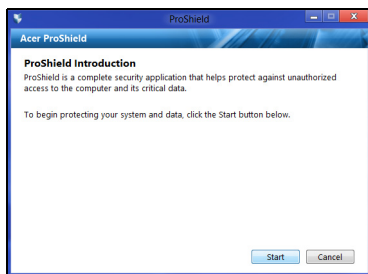 ProShield
Acer ProShield
ProShield Introduction
ProShield is a complete security application that helps protect against unauthorized
access to the computer and its critical data.
To begin protecting your system and data, click the Start button below.
Start
Cancel